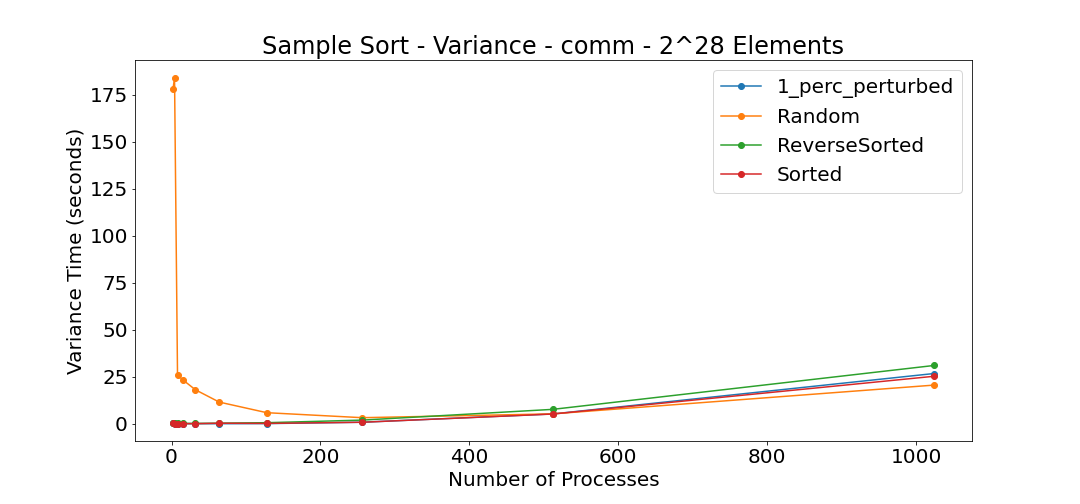 Sample Sort - Variance - comm - 2^28 Elements
1_perc_perturbed
Random
ReverseSorted
Sorted
Variance Time (seconds)
175
150
125
100
75
50
25
0
0 200 400 600 800 1000
Number of Processes